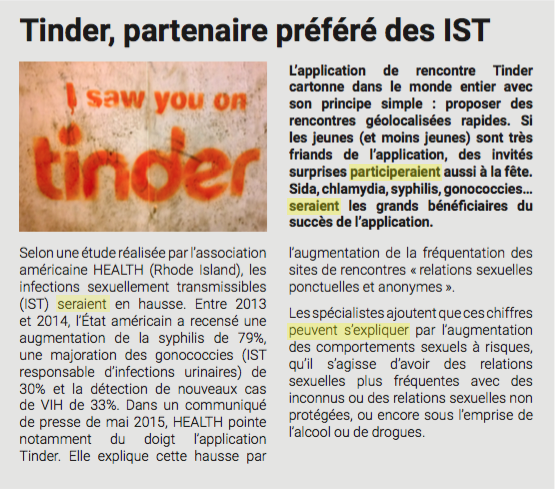 Tinder, partenaire préféré des IST
I saw you on
tinder
L'application de rencontre Tinder
cartonne dans le monde entier avec
son principe simple : proposer des
rencontres géolocalisées rapides. Si
les jeunes (et moins jeunes) sont très
friands de l'application, des invités
surprises participeraient aussi à la fête.
Sida, chlamydia, syphilis, gonococcies...
seraient les grands bénéficiaires du
succès de l'application.
Selon une étude réalisée par l'association
américaine HEALTH (Rhode Island), les
infections sexuellement transmissibles
(IST) seraient en hausse. Entre 2013
et 2014, l'État américain a recensé une
augmentation de la syphilis de 79%,
une majoration des gonococcies (IST
responsable d'infections urinaires) de
30% et la détection de nouveaux cas
de VIH de 33%. Dans un communiqué
de presse de mai 2015, HEALTH pointe
notamment du doigt l'application
Tinder. Elle explique cette hausse par
l'augmentation de la fréquentation des
sites de rencontres « relations sexuelles
ponctuelles et anonymes ».
Les spécialistes ajoutent que ces chiffres
peuvent s'expliquer par l'augmentation
des comportements sexuels à risques,
qu'il s'agisse d'avoir des relations
sexuelles plus fréquentes avec des
inconnus ou des relations sexuelles non
protégées, ou encore sous l'emprise de
l'alcool ou de drogues.